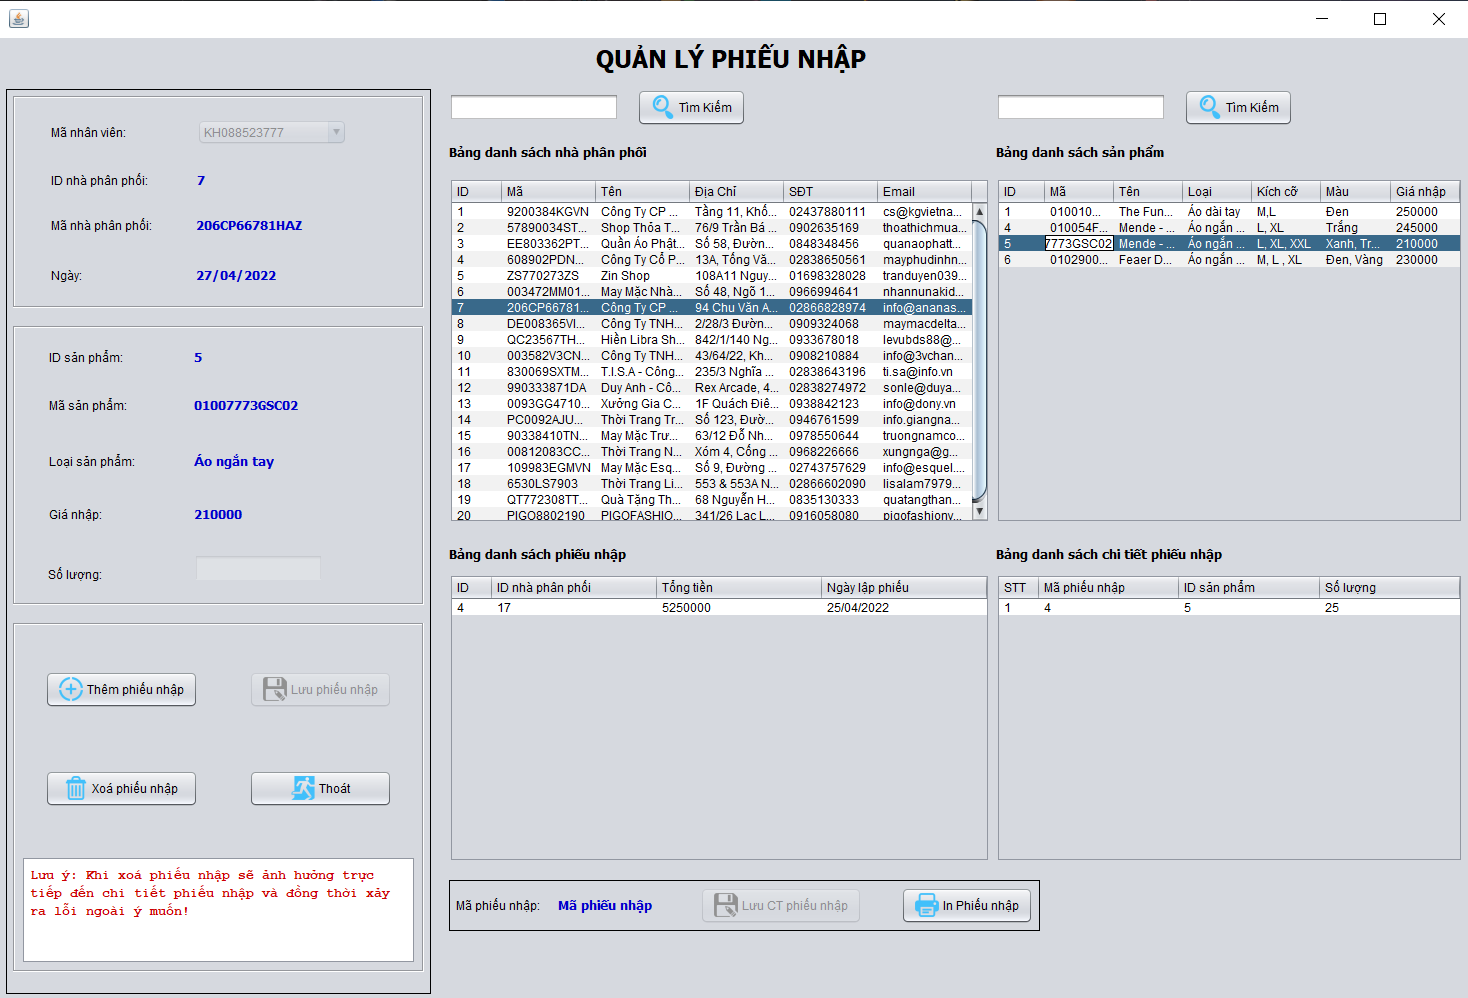 QUẢN LÝ PHIẾU NHẬP
Mã nhân viên: KH088523777
ID nhà phân phối: 7
Mã nhà phân phối: 206CP66781HAZ
Ngày: 27/04/2022
ID sản phẩm: 5
Mã sản phẩm: 01007773GSC02
Loại sản phẩm: Áo ngắn tay
Giá nhập: 210000
Số lượng:
Thêm phiếu nhập Lưu phiếu nhập
Xoá phiếu nhập Thoát
Lưu ý: Khi xoá phiếu nhập sẽ ảnh hưởng trực
tiếp đến chi tiết phiếu nhập và đồng thời xảy
ra lỗi ngoài ý muốn!
Tìm Kiếm
Bảng danh sách nhà phân phối
ID Mã Tên Địa Chỉ SĐT Email
1 9200384KGVN Công Ty CP ... Tầng 11, Khố... 02437880111 cs@kgvietna...
2 57890034ST... Shop Thỏa T... 76/9 Trần Bá ... 0902635169 thoathichmua...
3 EE803362PT... Quần Áo Phật... Số 58, Đườn... 0848348456 quanaophatt...
4 608902PDN... Công Ty Cổ P... 13A, Tống Vă... 02838650561 mayphudinhn...
5 ZS770273ZS Zin Shop 108A11 Nguy... 01698328028 tranduyen039...
6 003472MM01... May Mặc Nhà... Số 48, Ngõ 1... 0966994641 nhannunakid...
7 206CP66781... Công Ty CP ... 94 Chu Văn A... 02866828974 info@ananas...
8 DE008365VI... Công Ty TNH... 2/28/3 Đườn... 0909324068 maymacdelta...
9 QC23567TH... Hiền Libra Sh... 842/1/140 Ng... 0933678018 levubds88@...
10 003582V3CN... Công Ty TNH... 43/64/22, Kh... 0908210884 info@3vchan...
11 830069SXTM... T.I.S.A - Công... 235/3 Nghĩa ... 02838643196 ti.sa@info.vn
12 990333871DA Duy Anh - Cô... Rex Arcade, 4... 02838274972 sonle@duya...
13 0093GG4710... Xưởng Gia C... 1F Quách Điê... 0938842123 info@dony.vn
14 PC0092AJU... Thời Trang Tr... Số 123, Đườ... 0946761599 info.giangna...
15 90338410TN... May Mặc Trư... 63/12 Đỗ Nh... 0978550644 truongnamco...
16 00812083CC... Thời Trang N... Xóm 4, Cống ... 0968226666 xungnga@g...
17 109983EGMVN May Mặc Esq... Số 9, Đường ... 02743757629 info@esquel....
18 6530LS7903 Thời Trang Li... 553 & 553A N... 02866602090 lisalam7979...
19 QT772308TT... Quà Tặng Th... 68 Nguyễn H... 0835130333 quatangthan...
20 PIGO8802190 PIGOFASHIO... 341/26 Lạc L... 0916058080 pigofashionv...
Tìm Kiếm
Bảng danh sách sản phẩm
ID Mã Tên Loại Kích cỡ Màu Giá nhập
1 010010... The Fun... Áo dài tay M,L Đen 250000
4 010054F... Mende - ... Áo ngắn ... L, XL Trắng 245000
5 7773GSC02 Mende - ... Áo ngắn ... L, XL, XXL Xanh, Tr... 210000
6 0102900... Feaer D... Áo ngắn ... M, L , XL Đen, Vàng 230000
Bảng danh sách phiếu nhập
ID ID nhà phân phối Tổng tiền Ngày lập phiếu
4 17 5250000 25/04/2022
Bảng danh sách chi tiết phiếu nhập
STT Mã phiếu nhập ID sản phẩm Số lượng
1 4 5 25
Mã phiếu nhập: Mã phiếu nhập Lưu CT phiếu nhập In Phiếu nhập